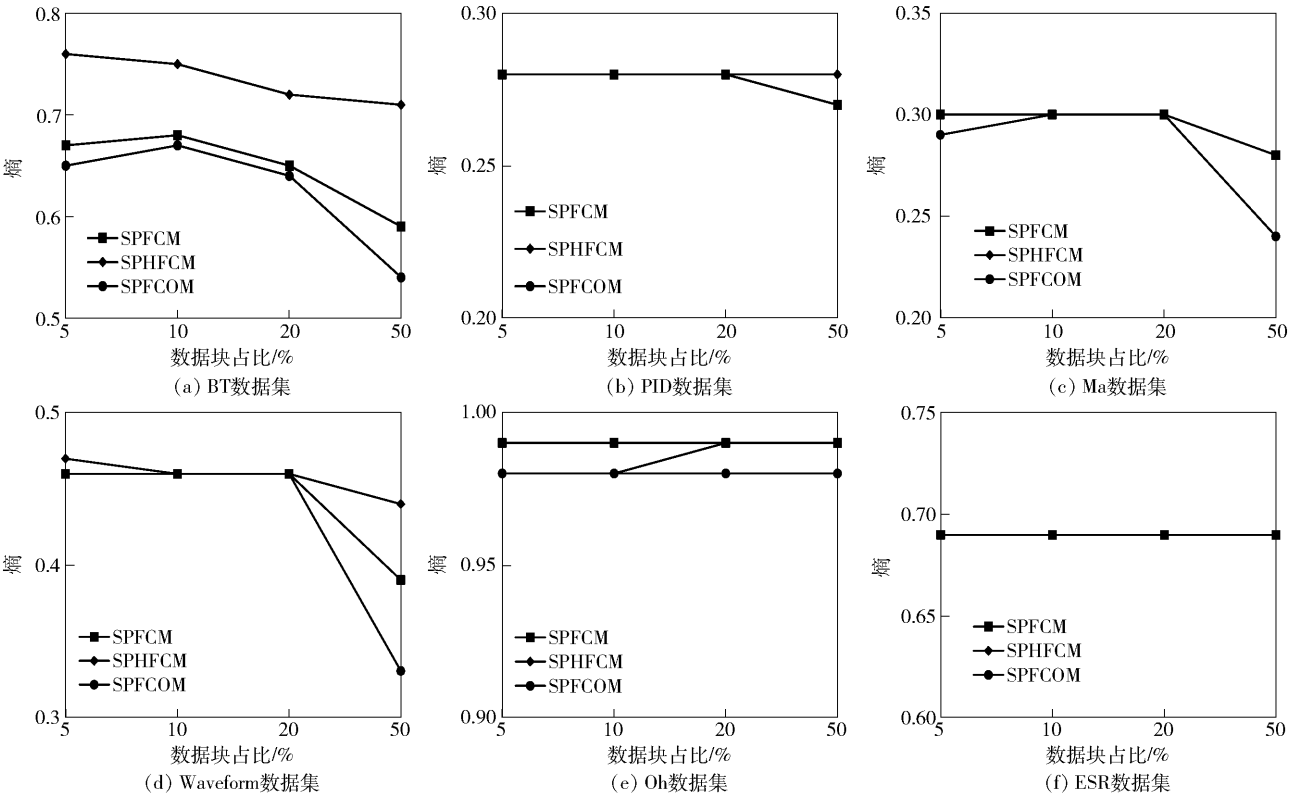 0.8
0.7
0.6
0.5
熵
SPFCM
SPHFCM
SPFCOM
5 10 20 50
数据块占比/%
(a) BT数据集
0.30
0.25
0.20
熵
SPFCM
SPHFCM
SPFCOM
5 10 20 50
数据块占比/%
(b) PID数据集
0.35
0.30
0.25
0.20
熵
SPFCM
SPHFCM
SPFCOM
5 10 20 50
数据块占比/%
(c) Ma数据集
0.5
0.4
0.3
熵
SPFCM
SPHFCM
SPFCOM
5 10 20 50
数据块占比/%
(d) Waveform数据集
1.00
0.95
0.90
熵
SPFCM
SPHFCM
SPFCOM
5 10 20 50
数据块占比/%
(e) Oh数据集
0.75
0.70
0.65
0.60
熵
SPFCM
SPHFCM
SPFCOM
5 10 20 50
数据块占比/%
(f) ESR数据集